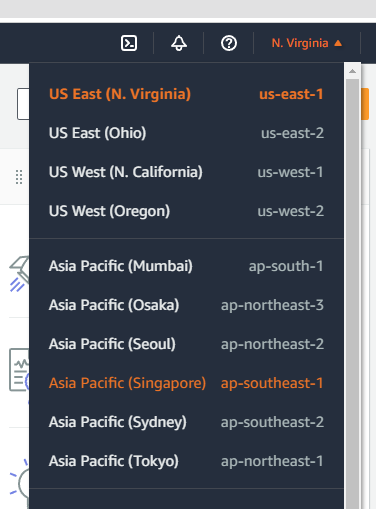 N. Virginia
US East (N. Virginia) us-east-1
US East (Ohio) us-east-2
US West (N. California) us-west-1
US West (Oregon) us-west-2
Asia Pacific (Mumbai) ap-south-1
Asia Pacific (Osaka) ap-northeast-3
Asia Pacific (Seoul) ap-northeast-2
Asia Pacific (Singapore) ap-southeast-1
Asia Pacific (Sydney) ap-southeast-2
Asia Pacific (Tokyo) ap-northeast-1